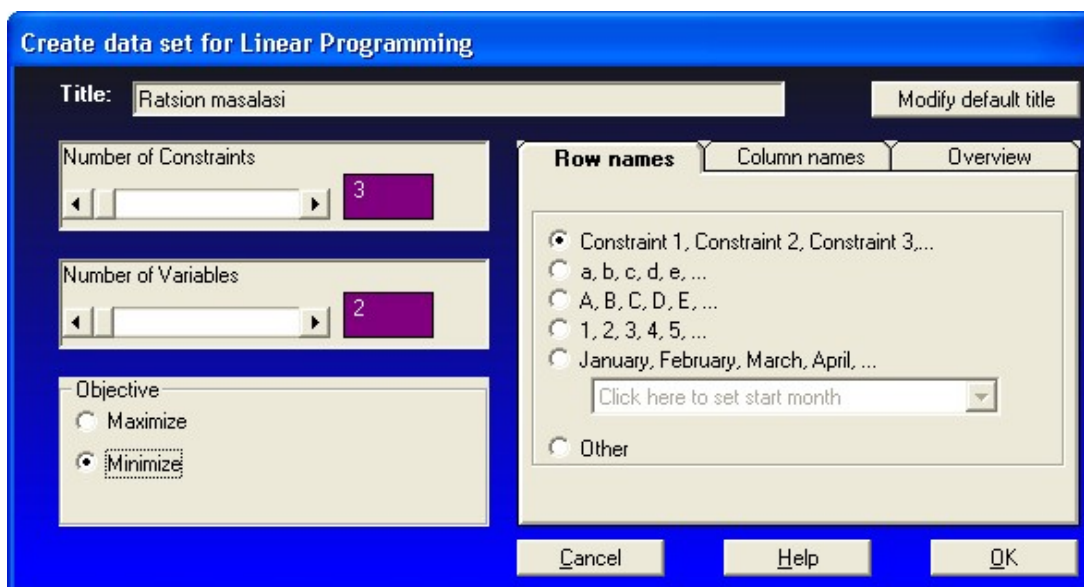 Create data set for Linear Programming
Title: Ratsion masalasi
Modify default title
Number of Constraints
3
Number of Variables
2
Objective
Maximize
Minimize
Row names
Column names
Overview
Constraint 1, Constraint 2, Constraint 3,...
a, b, c, d, e, ...
A, B, C, D, E, ...
1, 2, 3, 4, 5, ...
January, February, March, April, ...
Click here to set start month
Other
Cancel
Help
OK